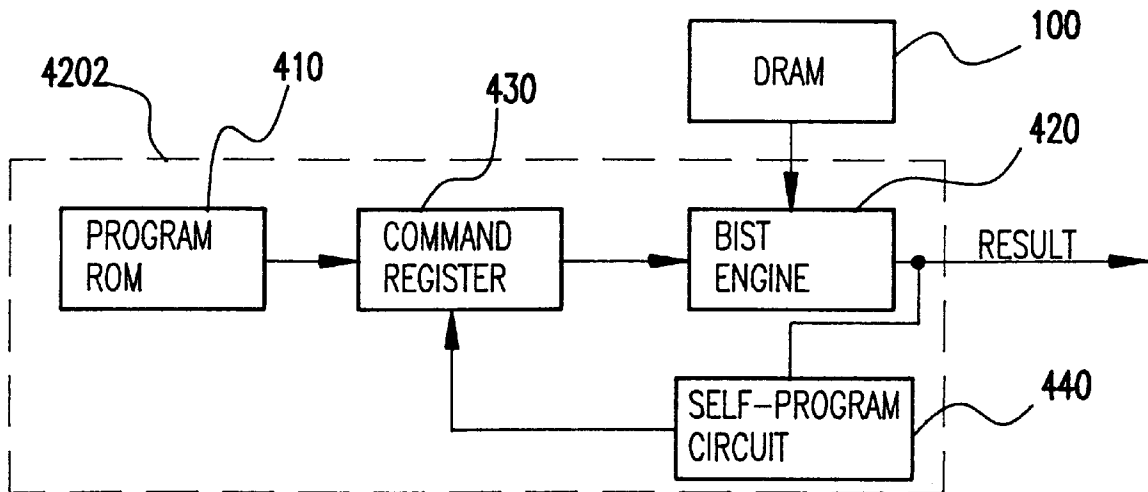 100
4202
410
430
DRAM
420
PROGRAM
ROM
COMMAND
REGISTER
BIST
ENGINE
RESULT
SELF-PROGRAM
CIRCUIT
440